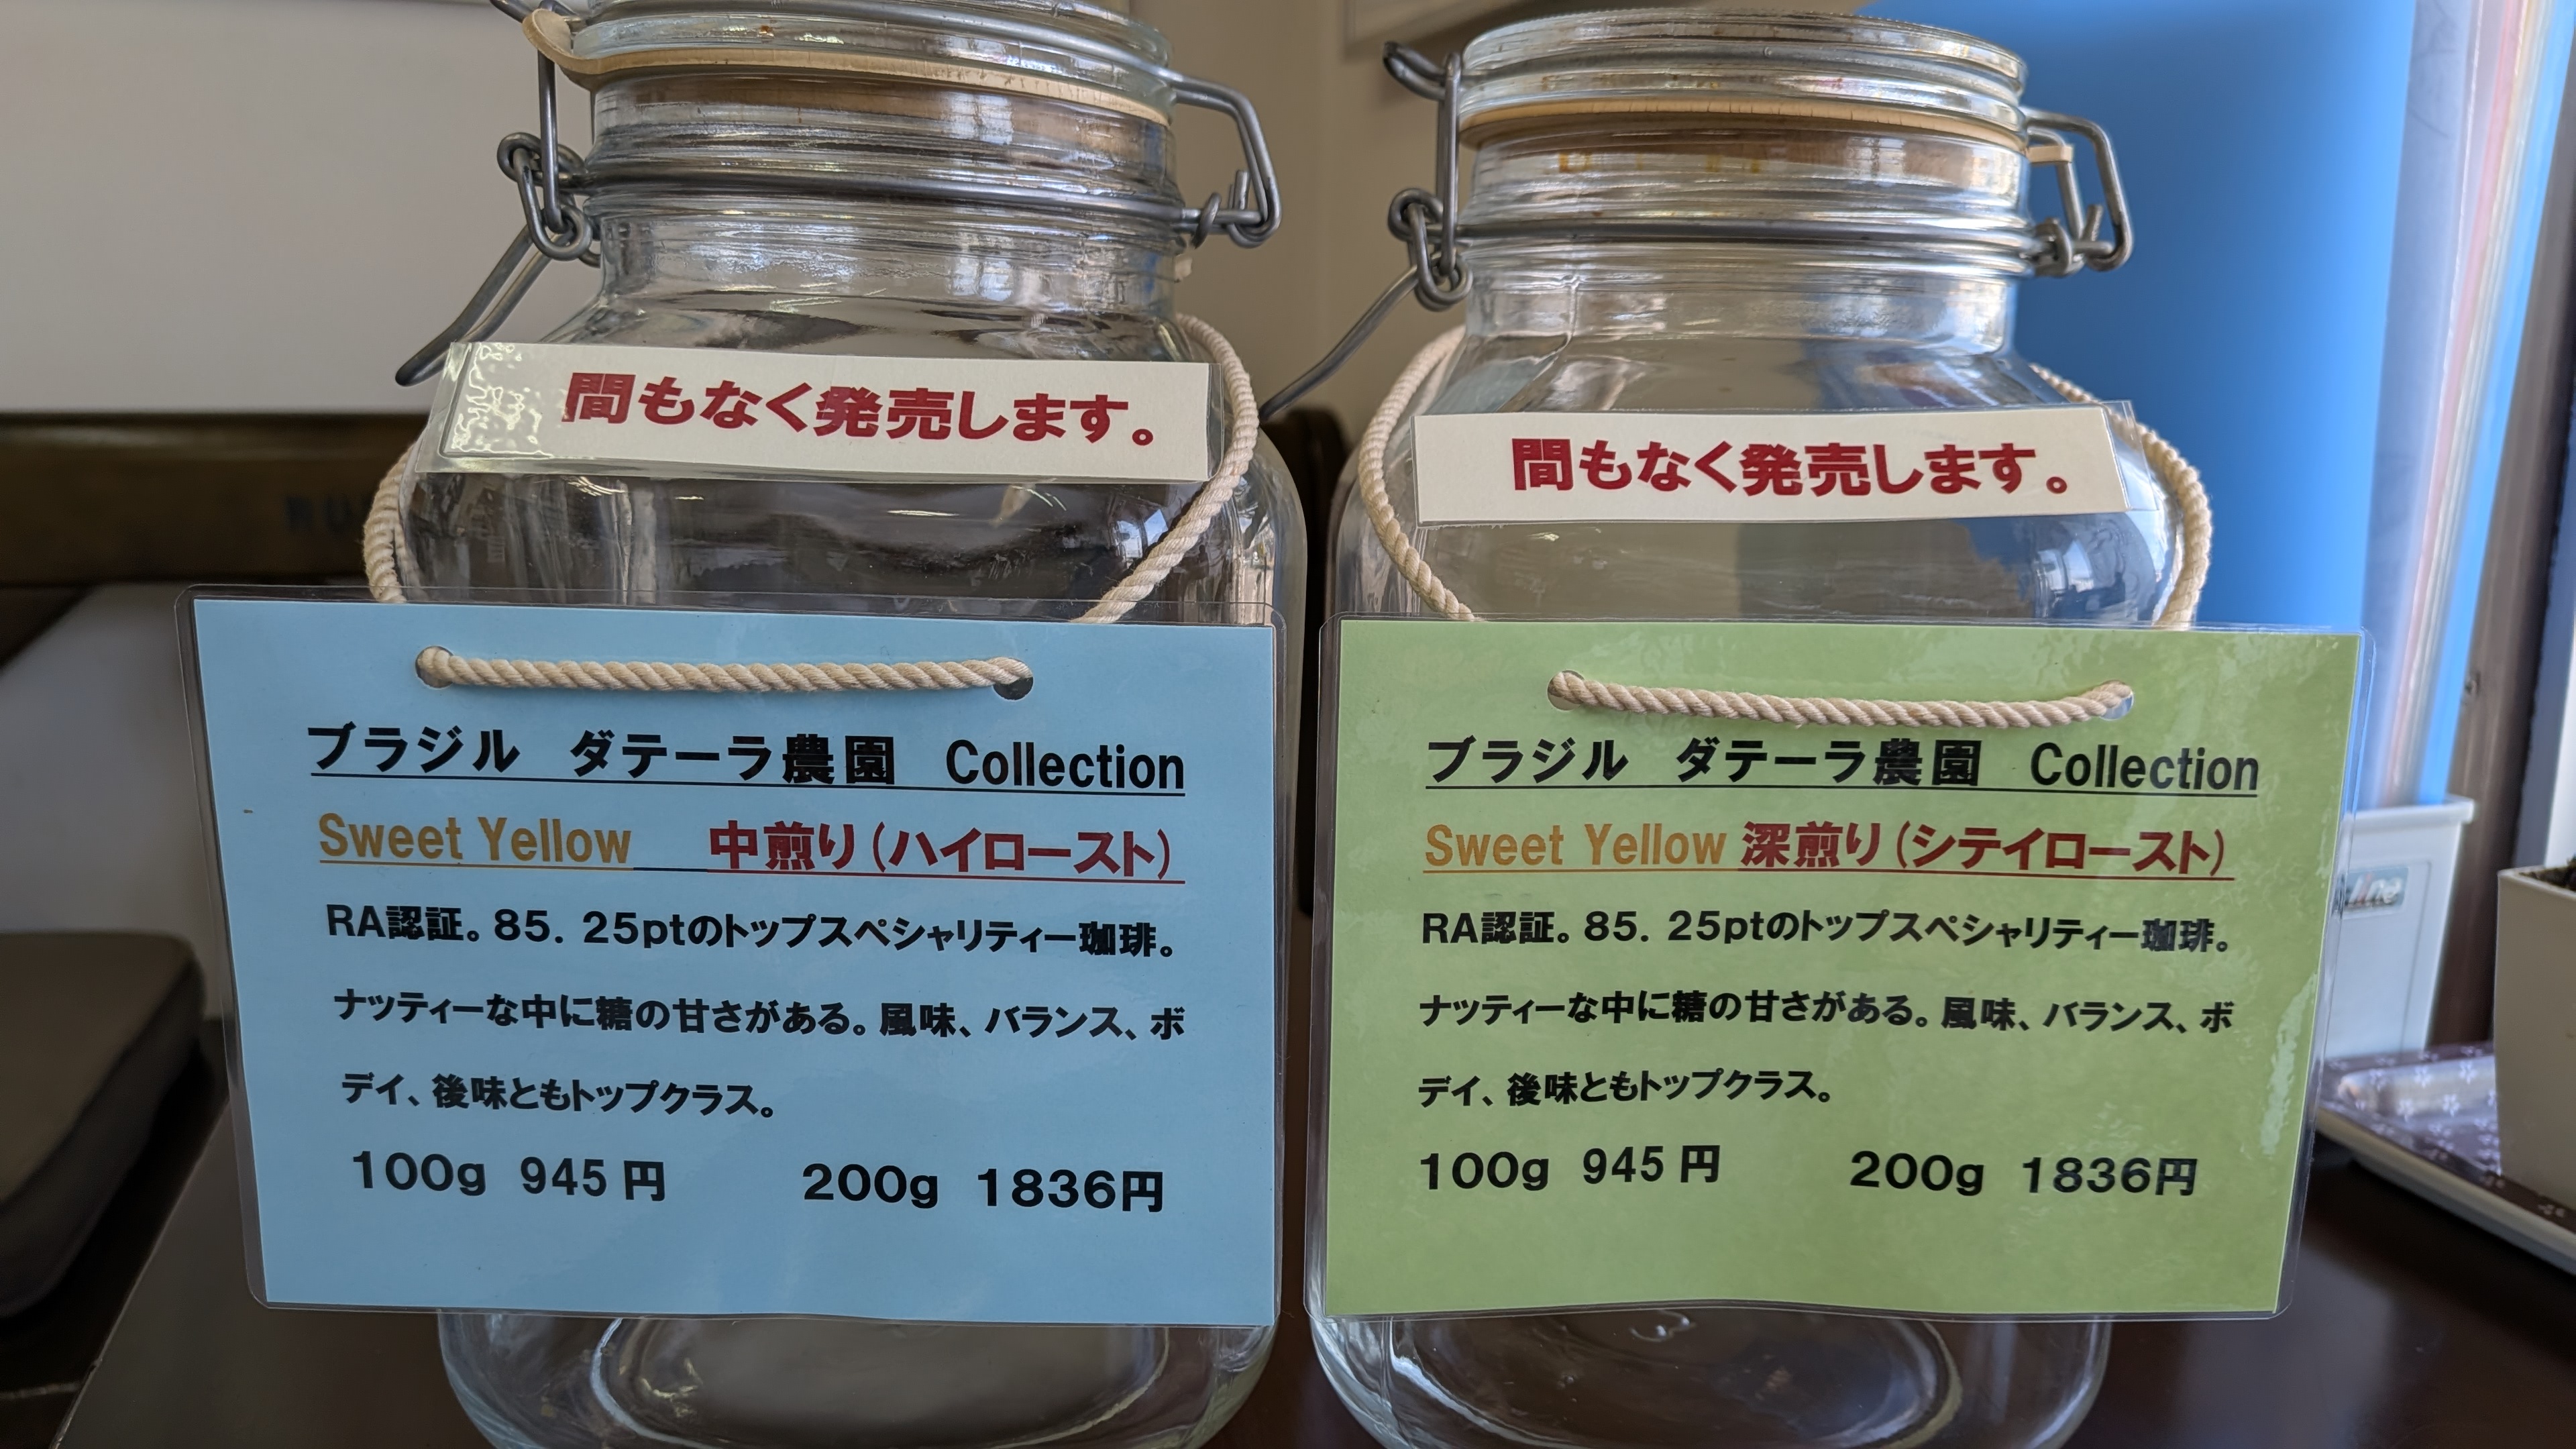 間もなく発売します。
ブラジル　ダテーラ農園　Collection
Sweet Yellow　中煎り（ハイロースト）
RA認証。85．25ptのトップスペシャリティー珈琲。
ナッティーな中に糖の甘さがある。風味、バランス、ボ
デイ、後味ともトップクラス。
100g 945円　200g 1836円
間もなく発売します。
ブラジル　ダテーラ農園　Collection
Sweet Yellow 深煎り（シテイロースト）
RA認証。85．25ptのトップスペシャリティー珈琲。
ナッティーな中に糖の甘さがある。風味、バランス、ボ
デイ、後味ともトップクラス。
100g 945円　200g 1836円